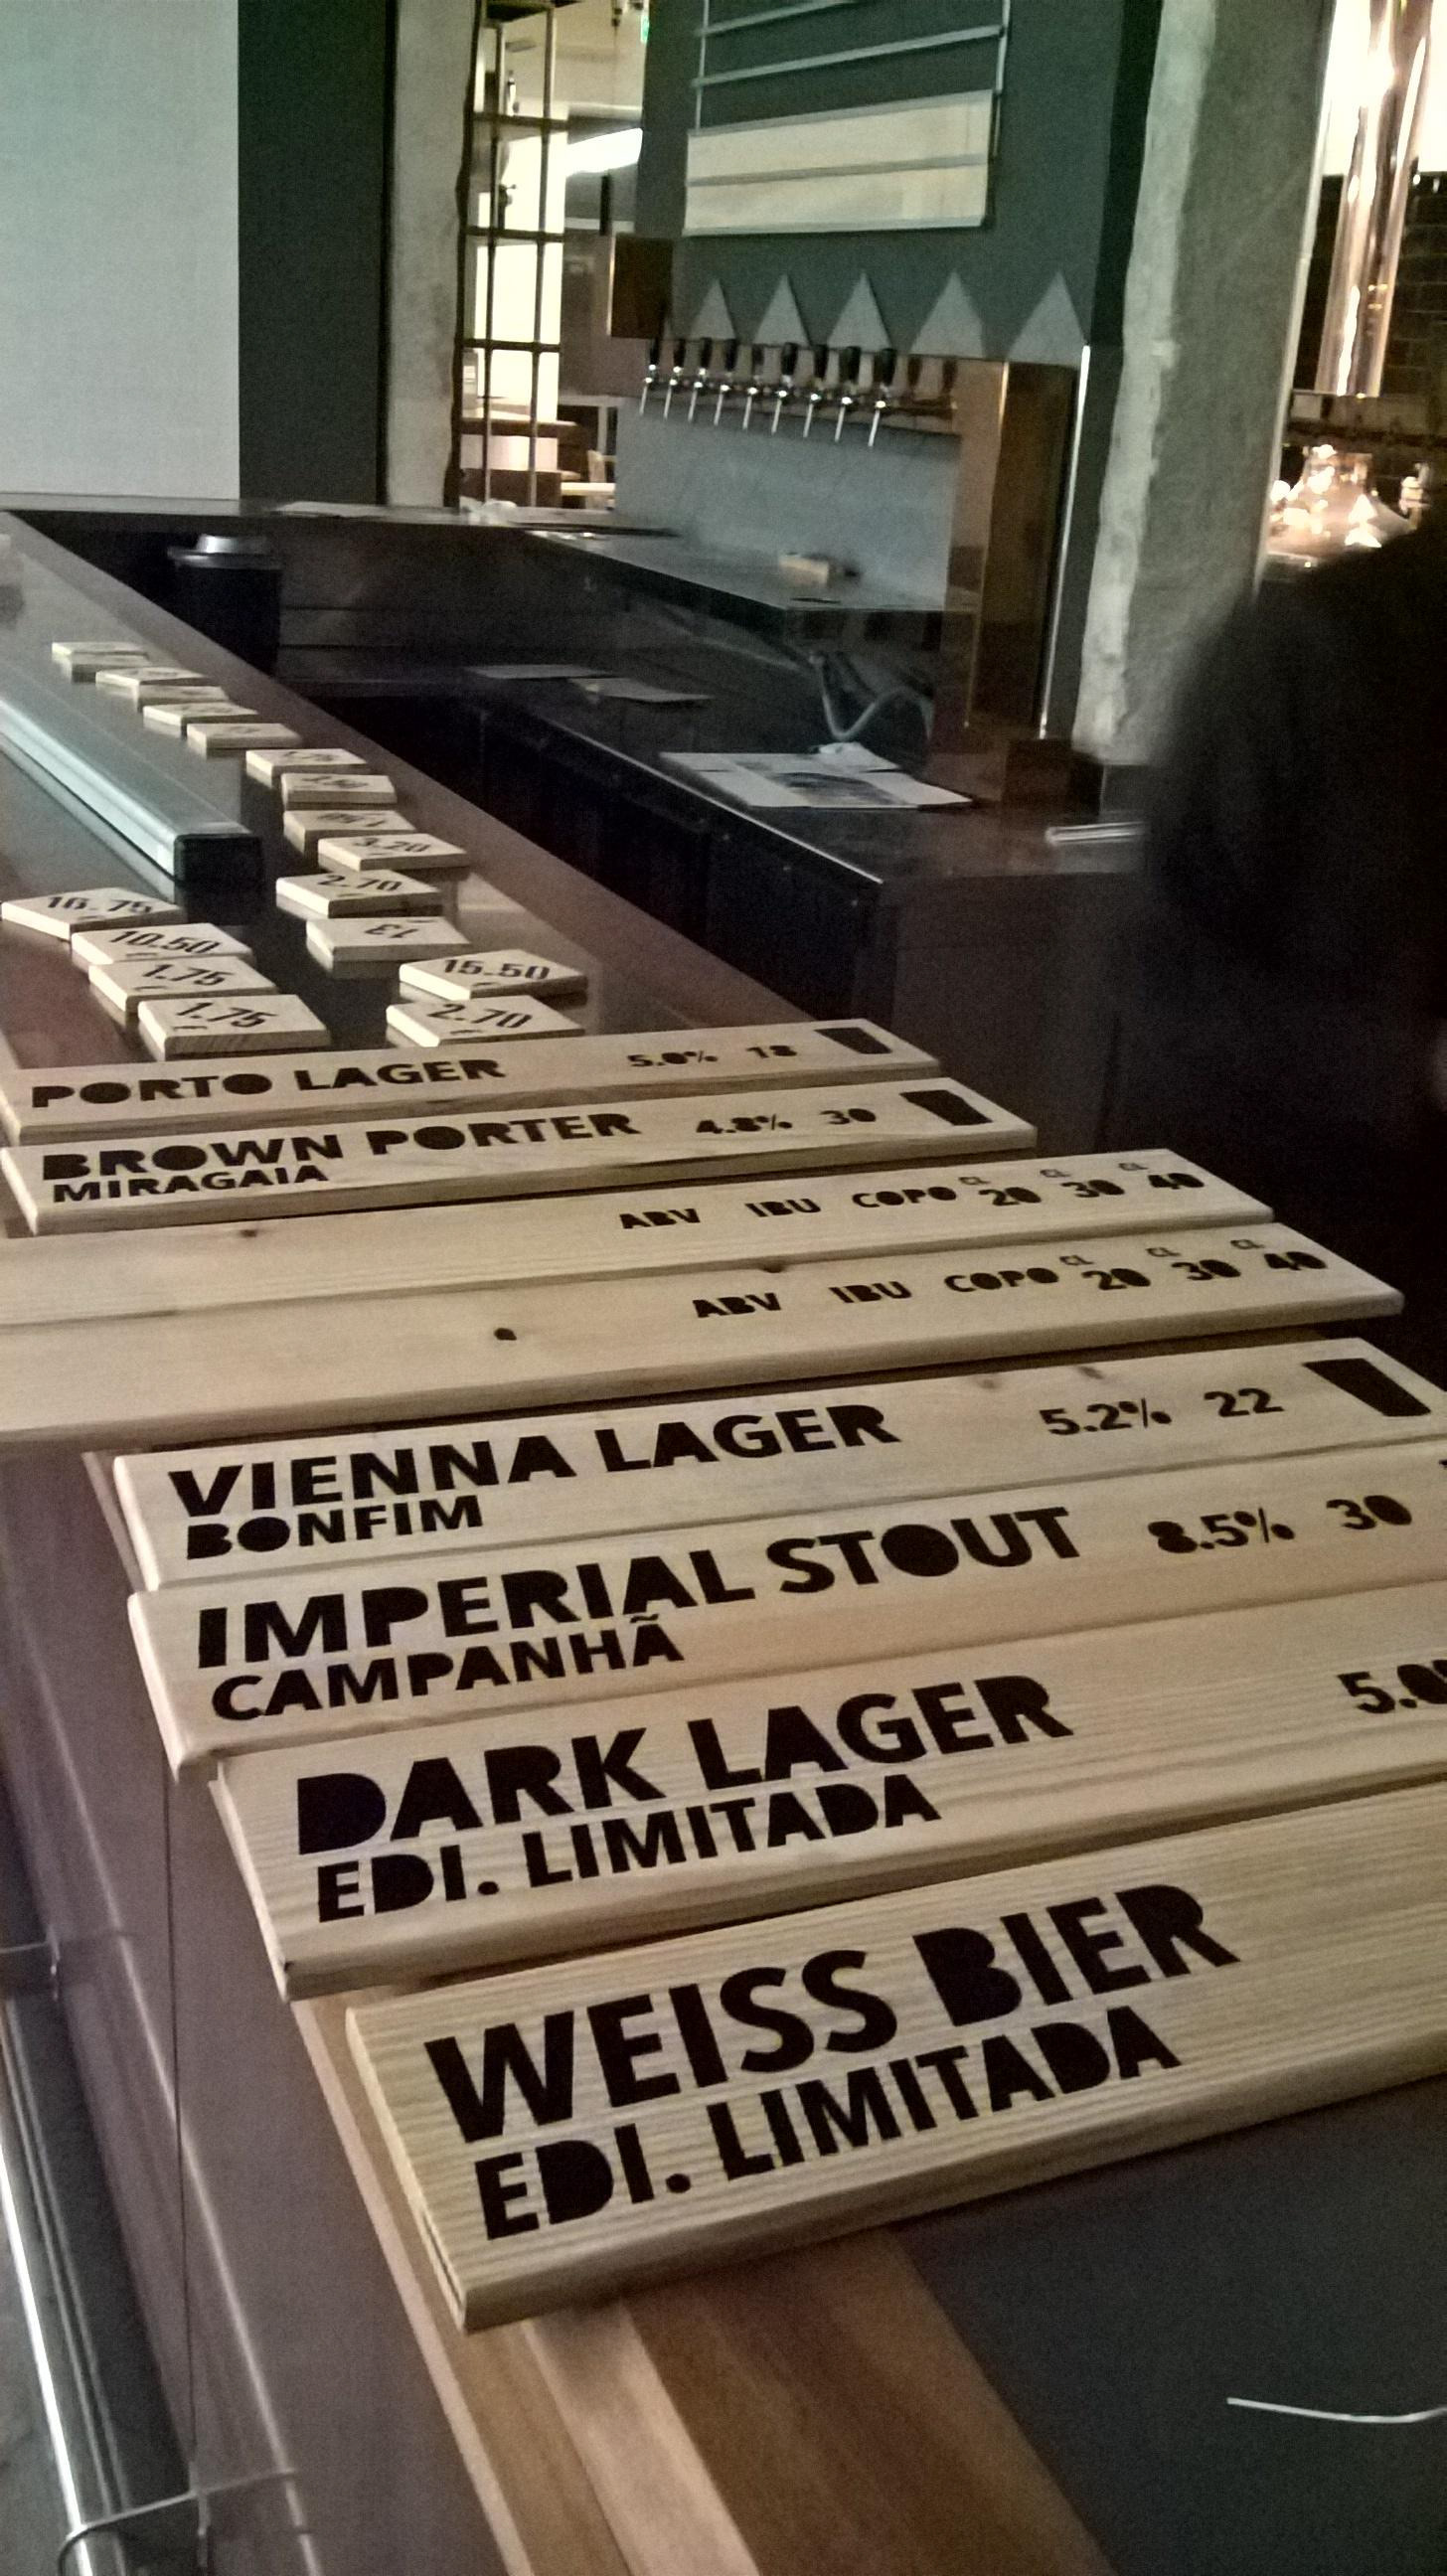 3.20
2.70
16.75
13
10.50
15.50
1.75
1.75
2.70
PORTO LAGER 5.0% 18
BROWN PORTER 4.8% 30
MIRAGAIA
CL CL CL
ABV IBU COPO 20 30 40
CL CL CL
ABV IBU COPO 20 30 40
VIENNA LAGER 5.2% 22
BONFIM
IMPERIAL STOUT 8.5% 30
CAMPANHÃ
DARK LAGER 5.0
EDI. LIMITADA
WEISS BIER
EDI. LIMITADA